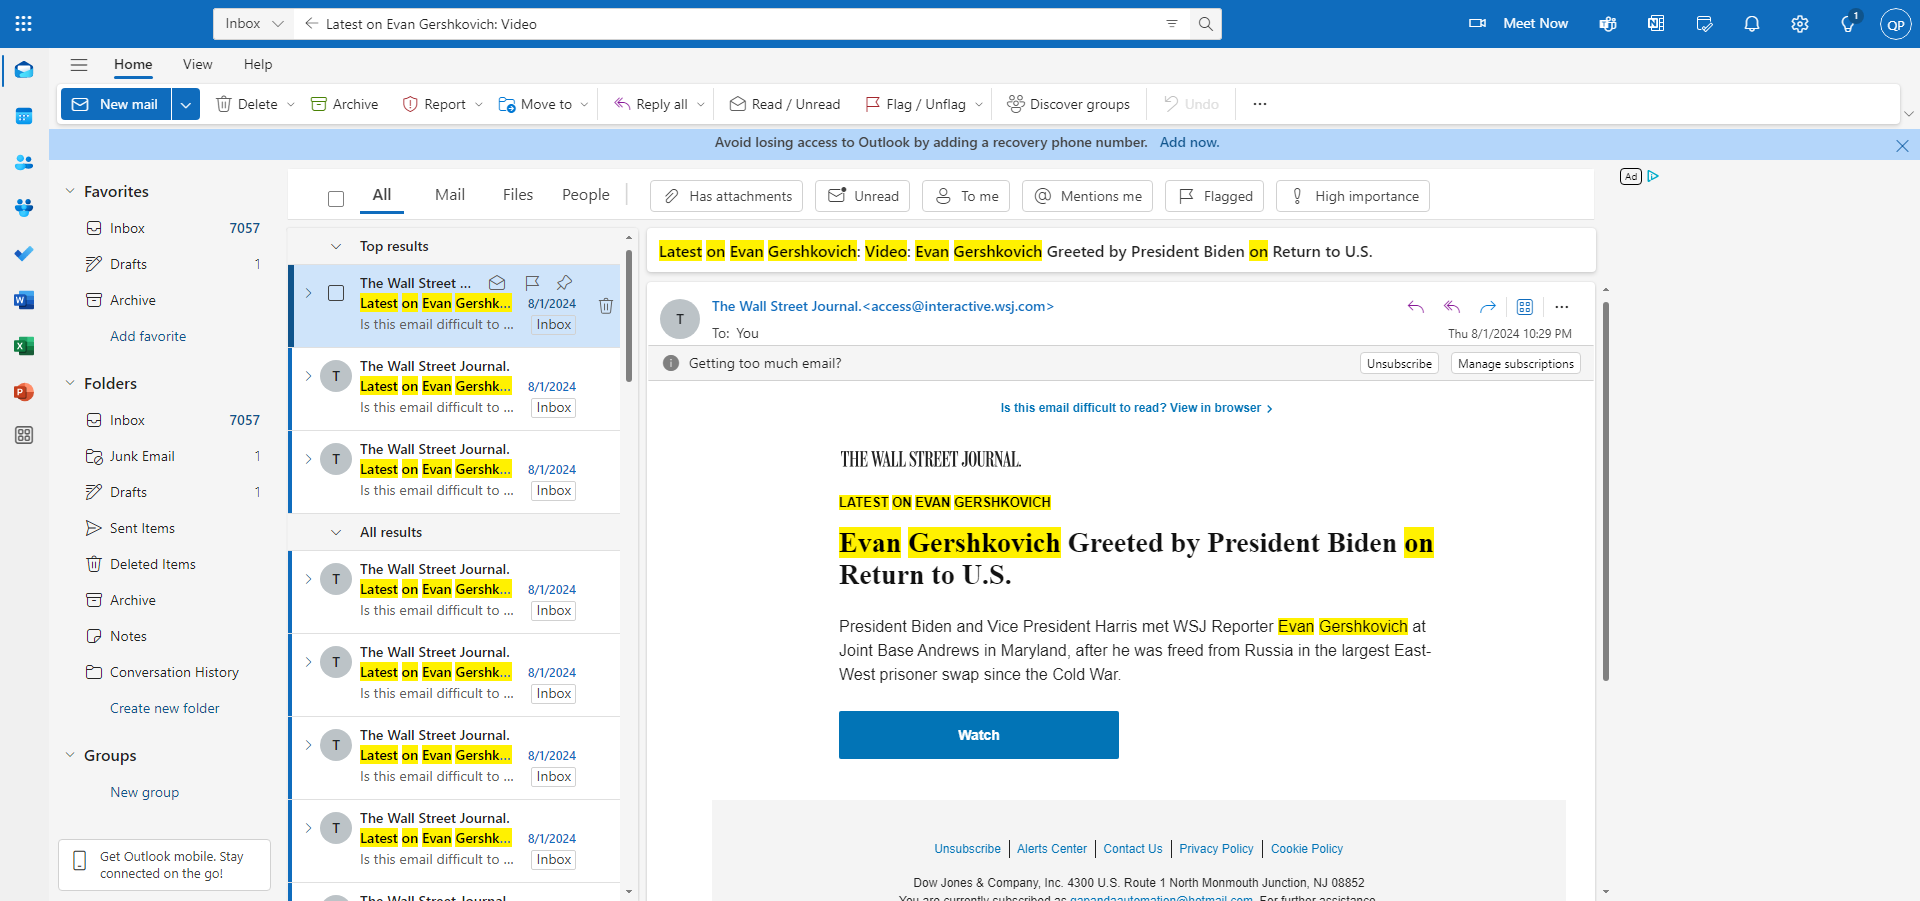 Inbox
Latest on Evan Gershkovich: Video
Meet Now
1
QP
Home
View
Help
New mail
Delete
Archive
Report
Move to
Reply all
Read / Unread
Flag / Unflag
Discover groups
Undo
Avoid losing access to Outlook by adding a recovery phone number. Add now.
Favorites
Inbox 7057
Drafts 1
Archive
Add favorite
Folders
Inbox 7057
Junk Email 1
Drafts 1
Sent Items
Deleted Items
Archive
Notes
Conversation History
Create new folder
Groups
New group
Get Outlook mobile. Stay
connected on the go!
All
Mail
Files
People
Has attachments
Unread
To me
Mentions me
Flagged
High importance
Top results
The Wall Street ...
Latest on Evan Gershk... 8/1/2024
Is this email difficult to ... Inbox
T
The Wall Street Journal.
Latest on Evan Gershk... 8/1/2024
Is this email difficult to ... Inbox
T
The Wall Street Journal.
Latest on Evan Gershk... 8/1/2024
Is this email difficult to ... Inbox
All results
T
The Wall Street Journal.
Latest on Evan Gershk... 8/1/2024
Is this email difficult to ... Inbox
T
The Wall Street Journal.
Latest on Evan Gershk... 8/1/2024
Is this email difficult to ... Inbox
T
The Wall Street Journal.
Latest on Evan Gershk... 8/1/2024
Is this email difficult to ... Inbox
T
The Wall Street Journal.
Latest on Evan Gershk... 8/1/2024
Is this email difficult to ... Inbox
The Wall Street Journal.
Latest on Evan Gershkovich: Video: Evan Gershkovich Greeted by President Biden on Return to U.S.
T
The Wall Street Journal.<access@interactive.wsj.com>
To: You
Thu 8/1/2024 10:29 PM
Getting too much email?
Unsubscribe
Manage subscriptions
Is this email difficult to read? View in browser ›
THE WALL STREET JOURNAL.
LATEST ON EVAN GERSHKOVICH
Evan Gershkovich Greeted by President Biden on
Return to U.S.
President Biden and Vice President Harris met WSJ Reporter Evan Gershkovich at
Joint Base Andrews in Maryland, after he was freed from Russia in the largest East-
West prisoner swap since the Cold War.
Watch
Unsubscribe | Alerts Center | Contact Us | Privacy Policy | Cookie Policy
Dow Jones & Company, Inc. 4300 U.S. Route 1 North Monmouth Junction, NJ 08852
You are currently subscribed as qapandaautomation@hotmail.com. For further assistance
Ad